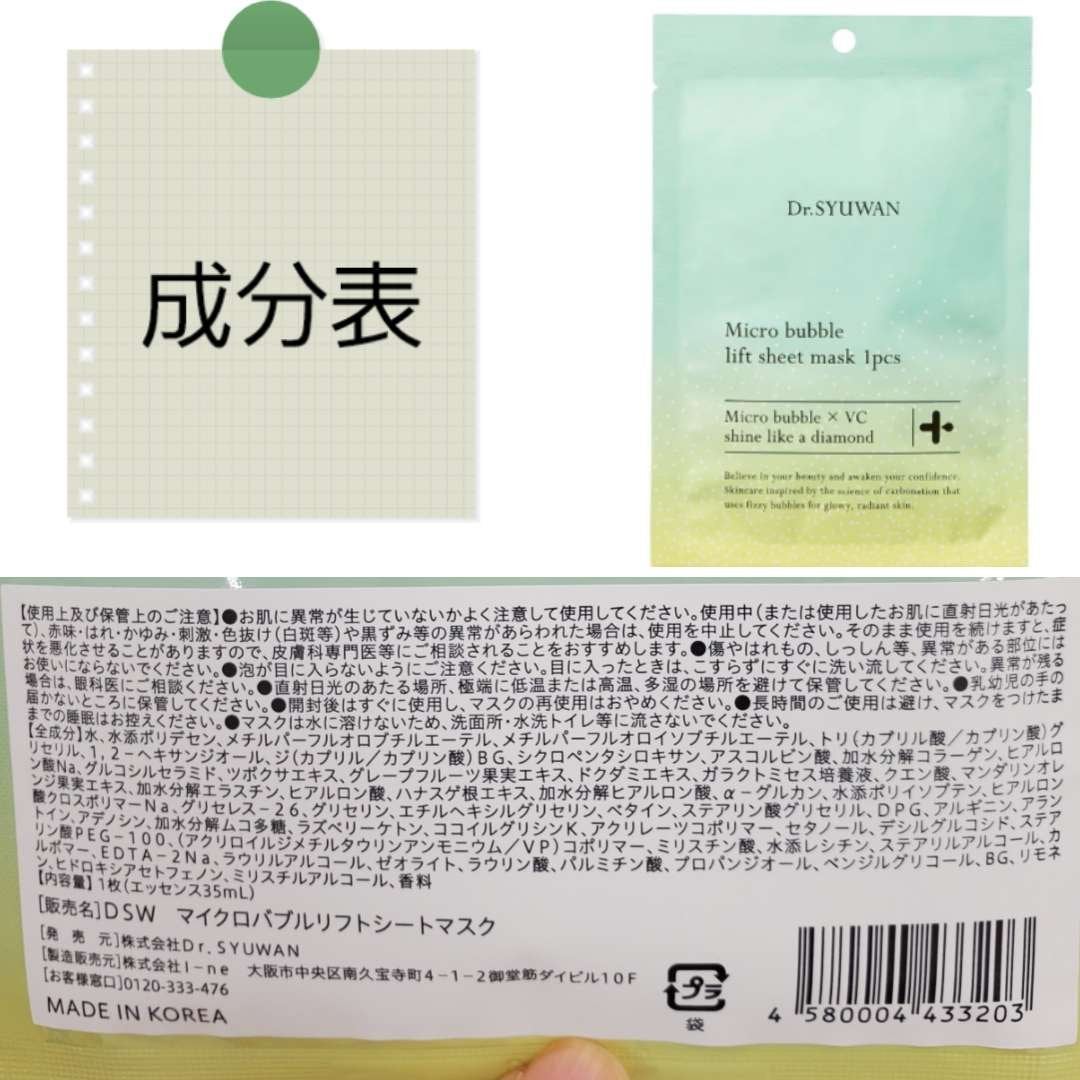 成分表
Dr.SYUWAN
Micro bubble
lift sheet mask 1pcs
Micro bubble × VC
shine like a diamond
Believe in your beauty and awaken your confidence.
Skincare inspired by the science of carbonation that
uses fizzy bubbles for glowy, radiant skin.
【使用上及び保管上のご注意】●お肌に異常が生じていないかよく注意して使用してください。使用中(または使用したお肌に直射日光があたっ
て)、赤味・はれ・かゆみ・刺激・色抜け(白斑等)や黒ずみ等の異常があらわれた場合は、使用を中止してください。そのまま使用を続けますと、症
状を悪化させることがありますので、皮膚科専門医等にご相談されることをおすすめします。●傷やはれもの、しっしん等、異常がある部位には
お使いにならないでください。●泡が目に入らないようにご注意ください。目に入ったときは、こすらずにすぐに洗い流してください。異常が残る
場合は、眼科医にご相談ください。●直射日光のあたる場所、極端に低温または高温、多湿の場所を避けて保管してください。●乳幼児の手の
届かないところに保管してください。●開封後はすぐに使用し、マスクの再使用はおやめください。●長時間のご使用は避け、マスクをつけたま
までの睡眠はお控えください。●マスクは水に溶けないため、洗面所・水洗トイレ等に流さないでください。
【全成分】水、水添ポリデセン、メチルパーフルオロブチルエーテル、メチルパーフルオロイソブチルエーテル、トリ(カプリル酸/カプリン酸)グ
リセリル、1,2-ヘキサンジオール、ジ(カプリル/カプリン酸)BG、シクロペンタシロキサン、アスコルビン酸、加水分解コラーゲン、ヒアルロ
ン酸Na、グルコシルセラミド、ツボクサエキス、グレープフルーツ果実エキス、ドクダミエキス、ガラクトミセス培養液、クエン酸、マンダリンオレ
ンジ果実エキス、加水分解エラスチン、ヒアルロン酸、ハナスゲ根エキス、加水分解ヒアルロン酸、α-グルカン、水添ポリイソブテン、ヒアルロン
酸クロスポリマーNa、グリセレス-26、グリセリン、エチルヘキシルグリセリン、ベタイン、ステアリン酸グリセリル、DPG、アルギニン、アラン
トイン、アデノシン、加水分解ムコ多糖、ラズベリーケトン、ココイルグリシンK、アクリレーツコポリマー、セタノール、デシルグルコシド、ステア
リン酸PEG-100、(アクリロイルジメチルタウリンアンモニウム/VP)コポリマー、ミリスチン酸、水添レシチン、ステアリルアルコール、カ
ルボマー、EDTA-2Na、ラウリルアルコール、ゼオライト、ラウリン酸、パルミチン酸、プロパンジオール、ベンジルグリコール、BG、リモネ
ン、ヒドロキシアセトフェノン、ミリスチルアルコール、香料
【内容量】1枚(エッセンス35mL)
[販売名]DSW マイクロバブルリフトシートマスク
[発 売 元]株式会社Dr.SYUWAN
[製造販売元]株式会社I-ne 大阪市中央区南久宝寺町4-1-2御堂筋ダイビル10F
[お客様窓口]0120-333-476
MADE IN KOREA
プラ
袋
4 580004 433203